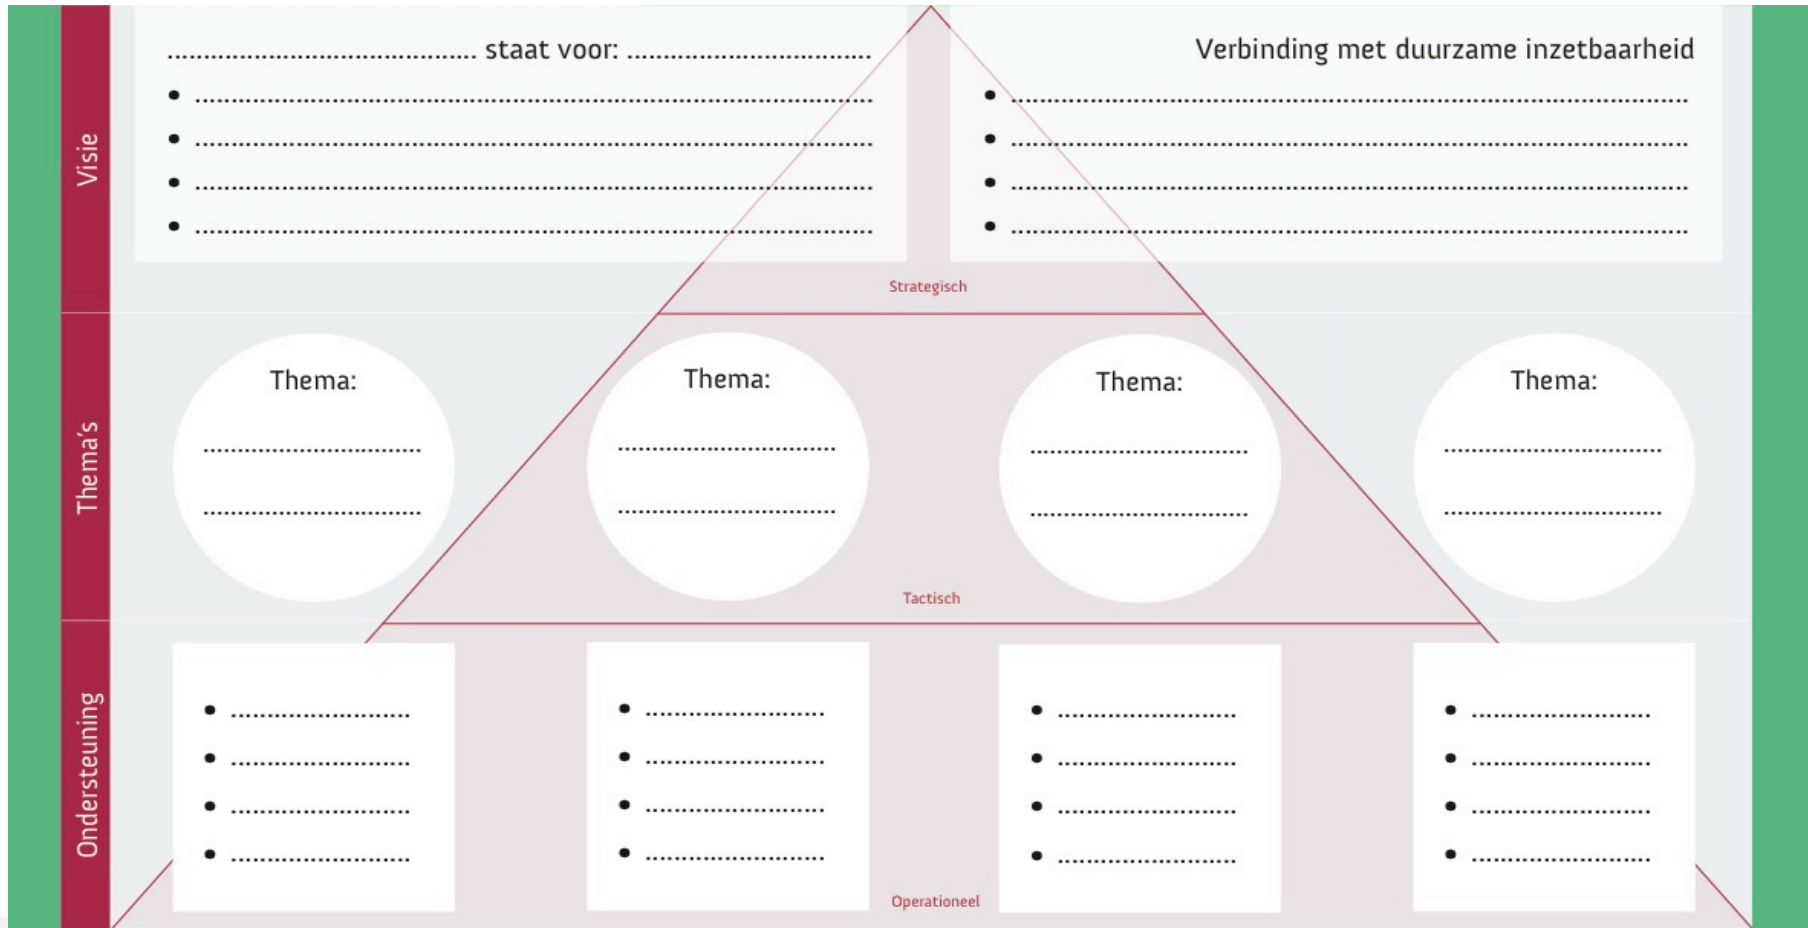 staat voor:
Verbinding met duurzame inzetbaarheid
Visie
Strategisch
Thema's
Thema:
Thema:
Thema:
Thema:
Tactisch
Ondersteuning
Operationeel